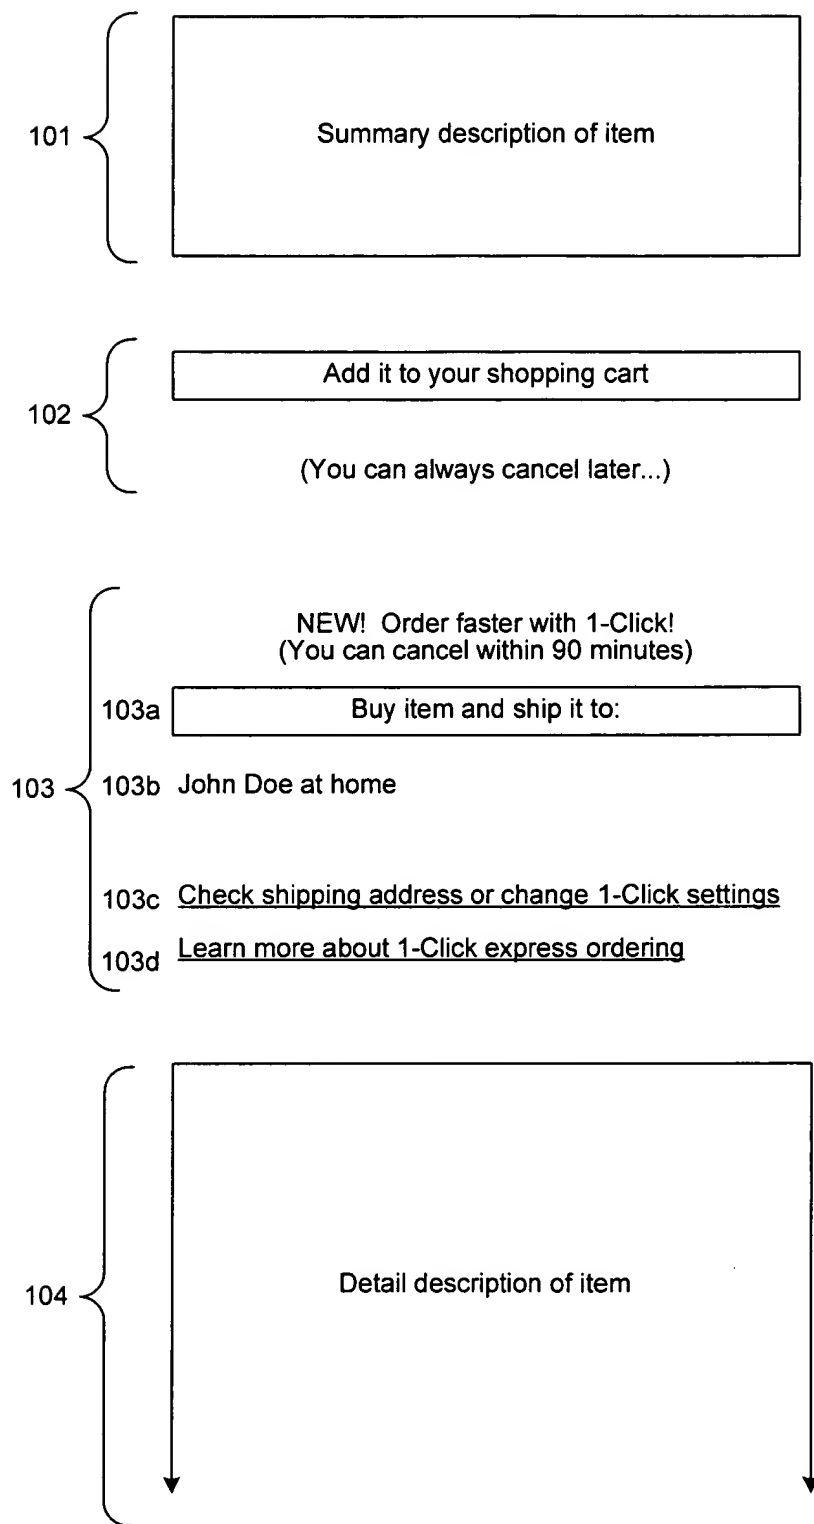 101
Summary description of item
102
Add it to your shopping cart
(You can always cancel later...)
103
NEW! Order faster with 1-Click!
(You can cancel within 90 minutes)
103a Buy item and ship it to:
103b John Doe at home
103c Check shipping address or change 1-Click settings
103d Learn more about 1-Click express ordering
104
Detail description of item